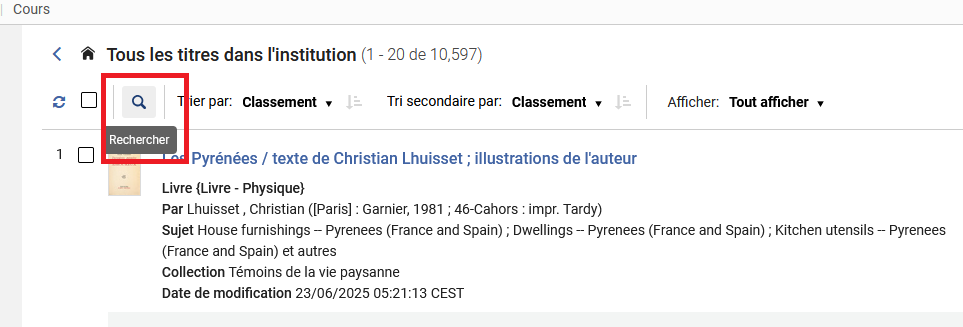 Cours
Tous les titres dans l'institution (1 - 20 de 10,597)
Trier par: Classement Tri secondaire par: Classement Afficher: Tout afficher
Rechercher
1 Les Pyrénées / texte de Christian Lhuisset ; illustrations de l'auteur
Livre {Livre - Physique}
Par Lhuisset , Christian ([Paris] : Garnier, 1981 ; 46-Cahors : impr. Tardy)
Sujet House furnishings -- Pyrenees (France and Spain) ; Dwellings -- Pyrenees (France and Spain) ; Kitchen utensils -- Pyrenees
(France and Spain) et autres
Collection Témoins de la vie paysanne
Date de modification 23/06/2025 05:21:13 CEST